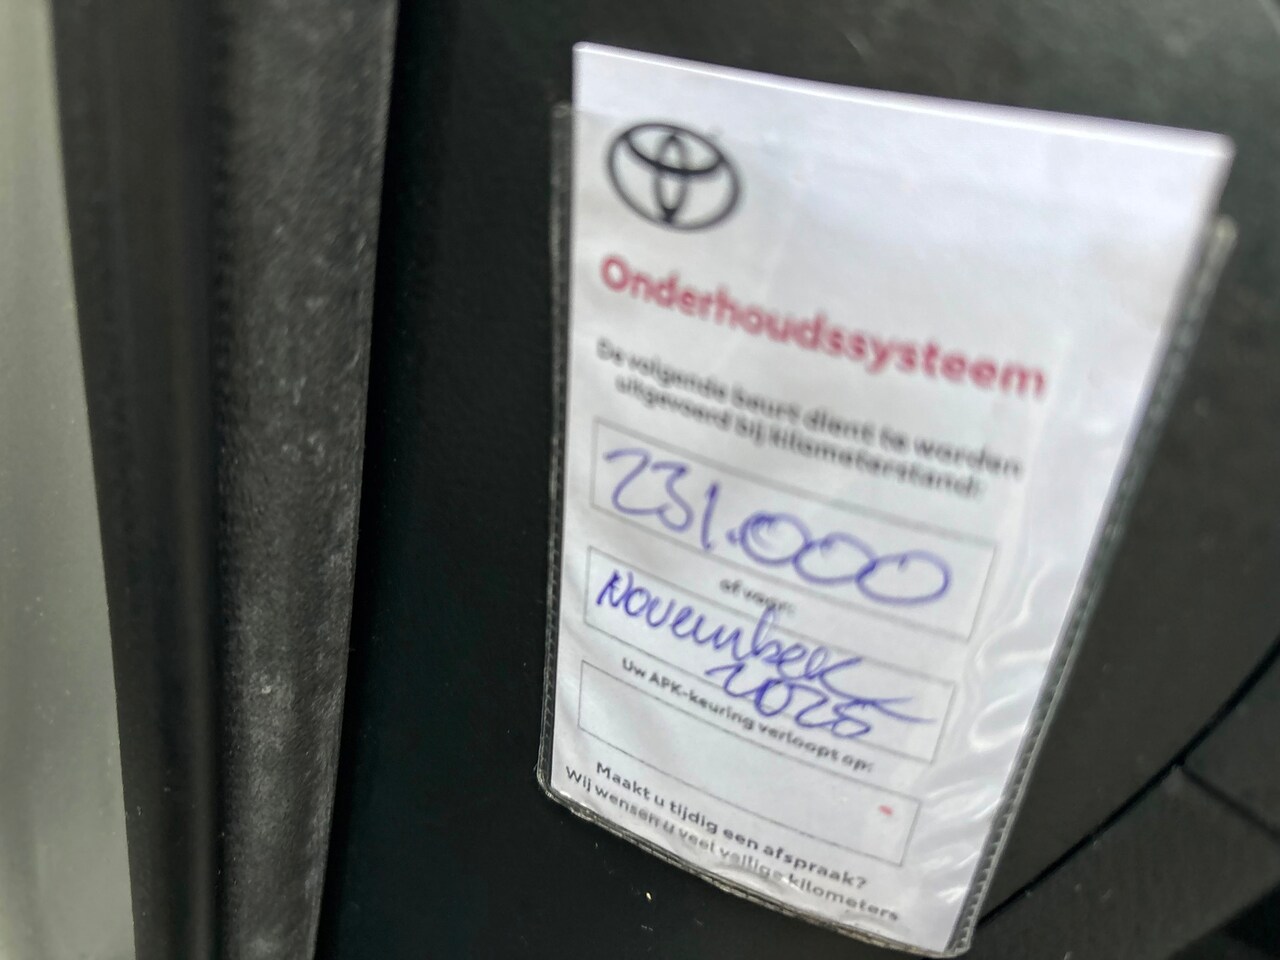 Onderhoudssysteem
De volgende beurt dient te worden
uitgevoerd bij kilometerstand:
231.000
of voor:
November
2025
Uw APK-keuring verloopt op:
Maakt u tijdig een afspraak?
Wij wensen u veel veilige kilometers